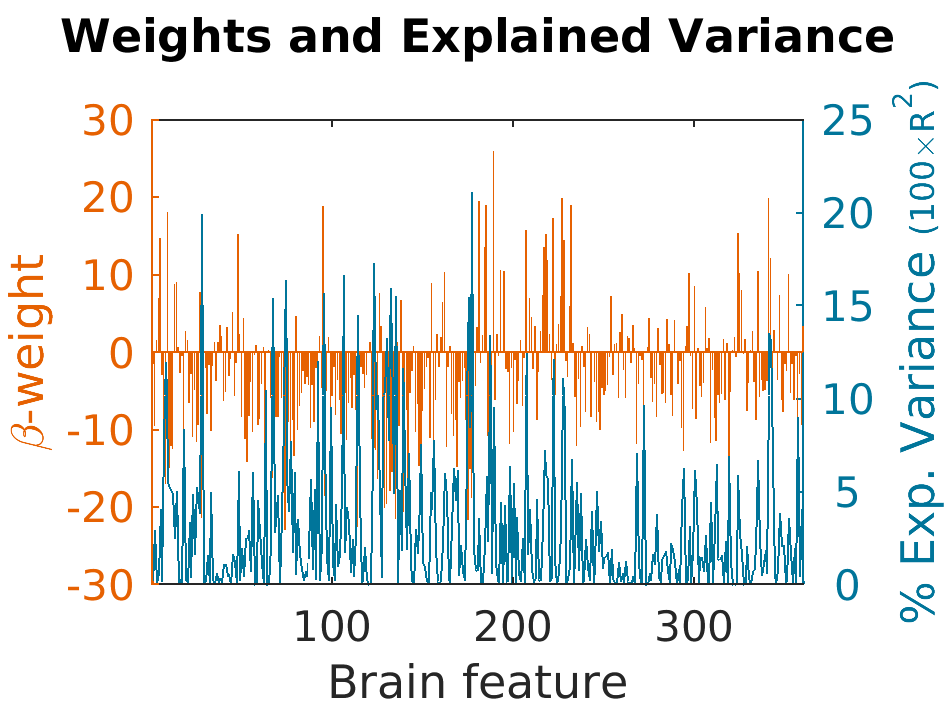 Weights and Explained Variance
30
20
10
0
-10
-20
-30
β-weight
25
20
15
10
5
0
% Exp. Variance (100×R²)
100 200 300
Brain feature